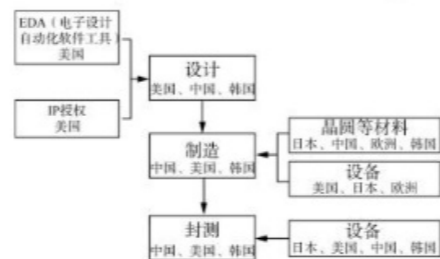 EDA（电子设计
自动化软件工具）
美国
IP授权
美国
设计
美国、中国、韩国
制造
中国、美国、韩国
晶圆等材料
日本、中国、欧洲、韩国
设备
美国、日本、欧洲
封测
中国、美国、韩国
设备
日本、美国、中国、韩国